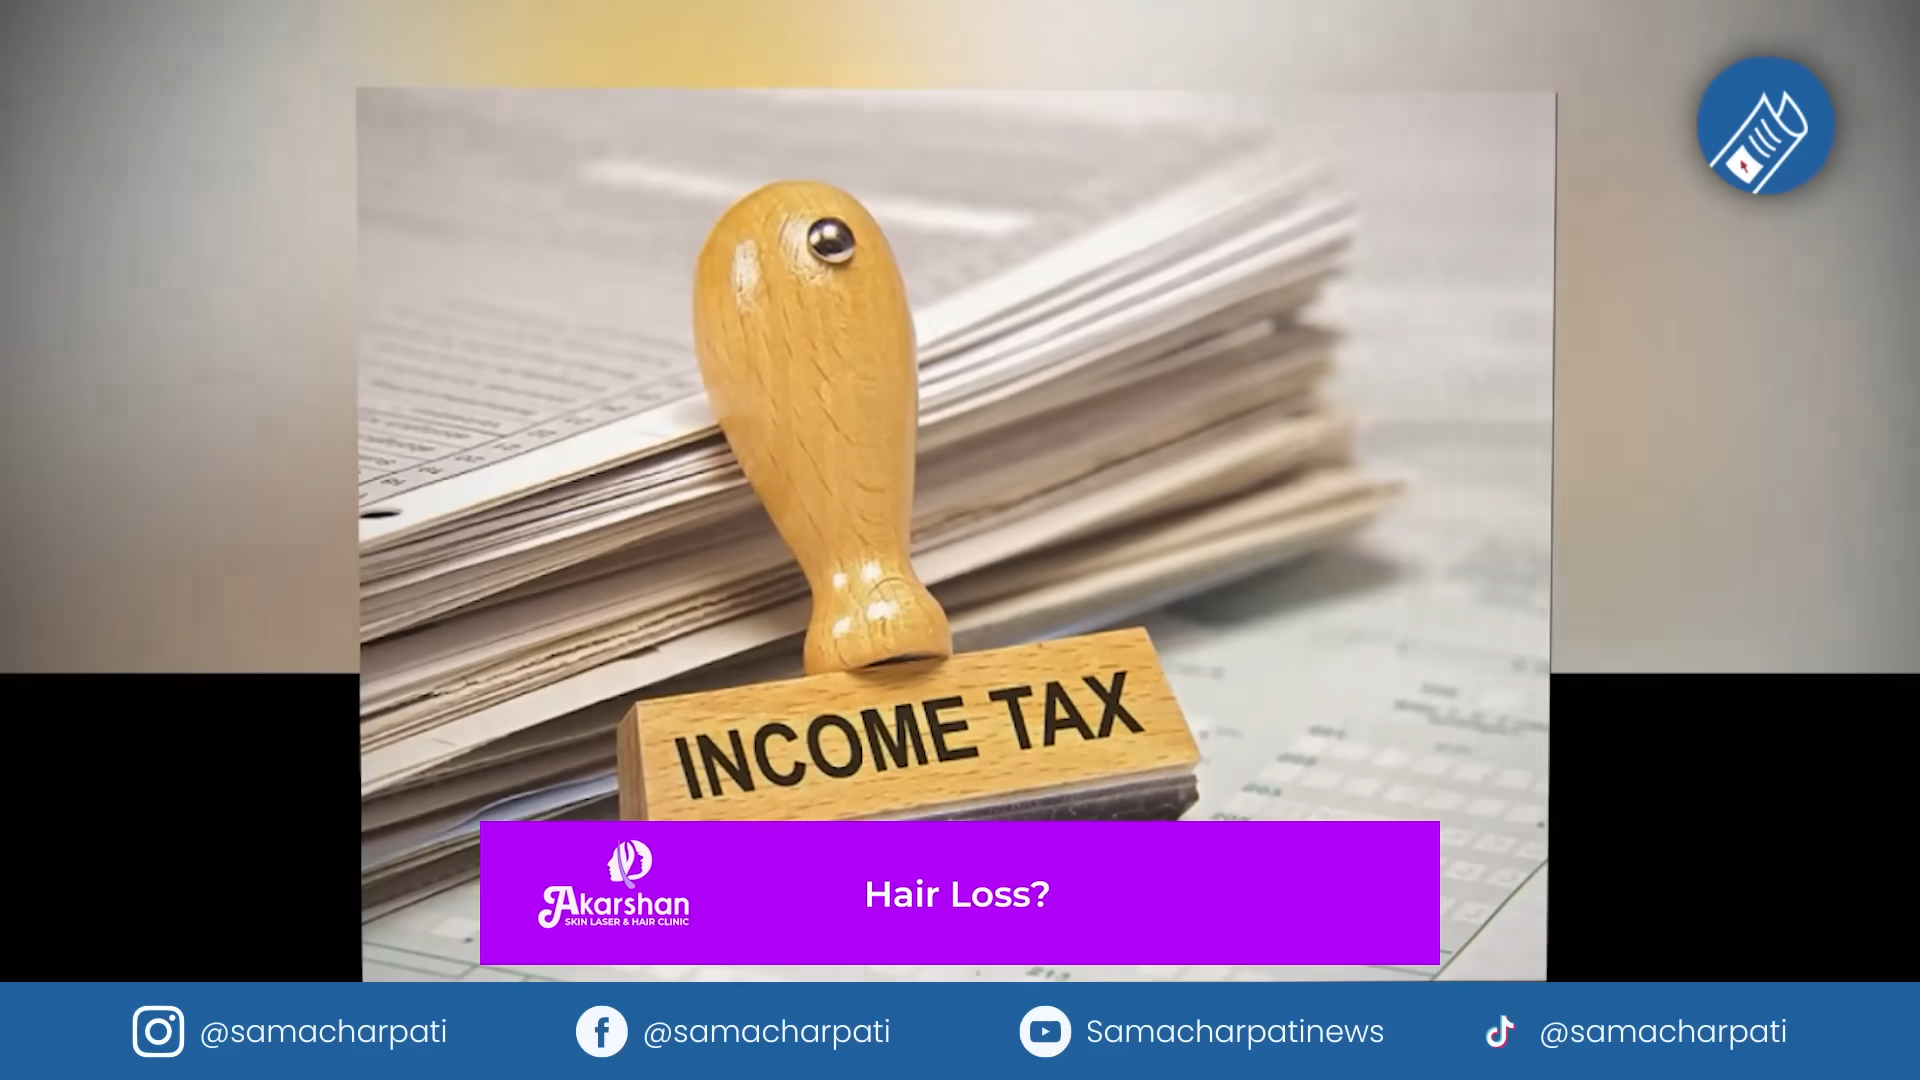 INCOME TAX
Akarshan
SKIN LASER & HAIR CLINIC
Hair Loss?
@samacharpati
@samacharpati
Samacharpatinews
@samacharpati